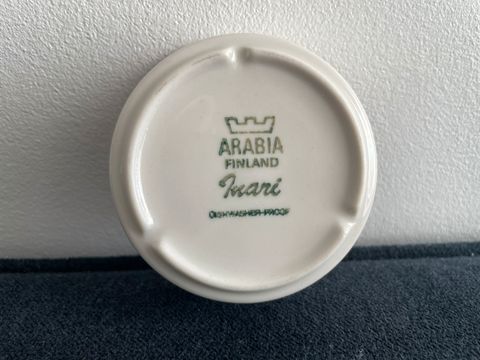 ARABIA
FINLAND
Inari
DISHWASHER-PROOF